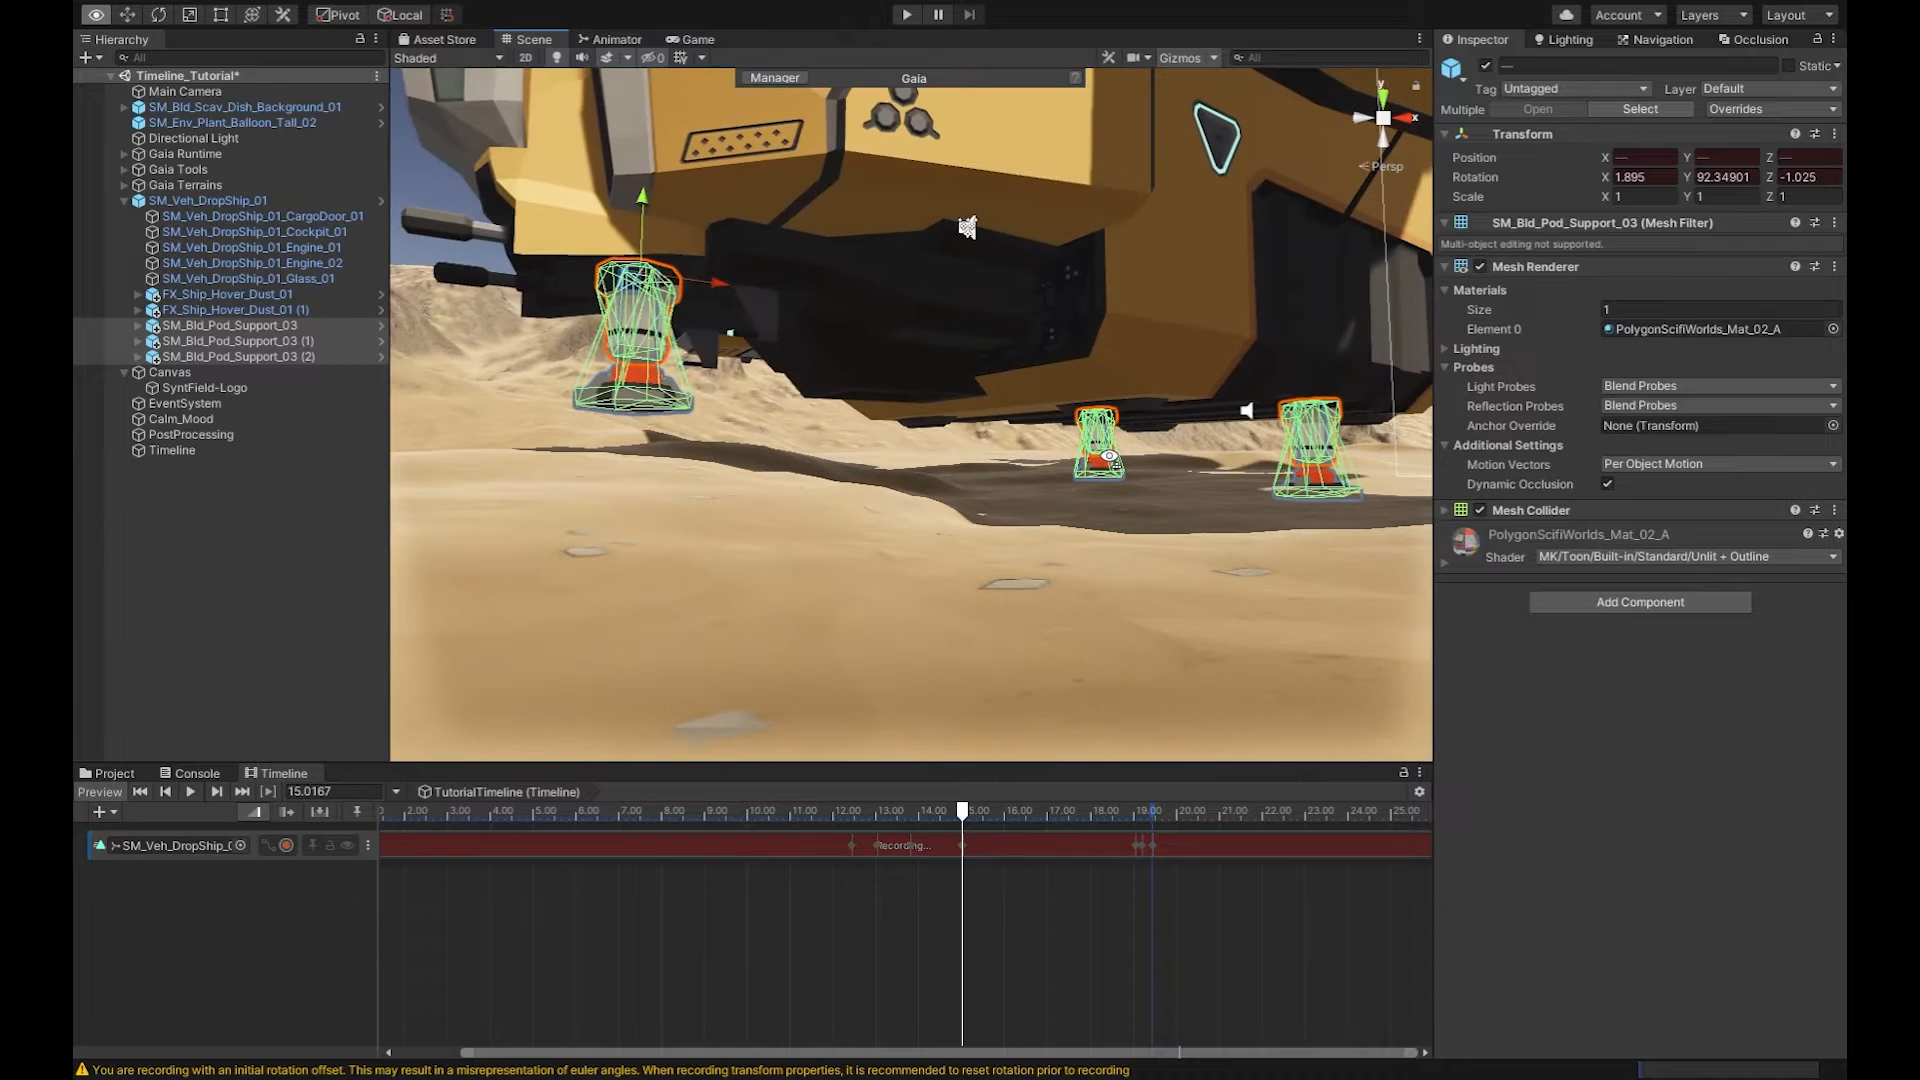 Pivot Local Account Layers Layout
Hierarchy
Asset Store Scene Animator Game
Inspector Lighting Navigation Occlusion
All
Shaded 2D 0 Gizmos All
Static
Manager Gaia
Tag Untagged Layer Default
Multiple Open Select Overrides
Timeline_Tutorial*
Main Camera
SM_Bld_Scav_Dish_Background_01
SM_Env_Plant_Balloon_Tall_02
Directional Light
Gaia Runtime
Gaia Tools
Gaia Terrains
SM_Veh_DropShip_01
SM_Veh_DropShip_01_CargoDoor_01
SM_Veh_DropShip_01_Cockpit_01
SM_Veh_DropShip_01_Engine_01
SM_Veh_DropShip_01_Engine_02
SM_Veh_DropShip_01_Glass_01
FX_Ship_Hover_Dust_01
FX_Ship_Hover_Dust_01 (1)
SM_Bld_Pod_Support_03
SM_Bld_Pod_Support_03 (1)
SM_Bld_Pod_Support_03 (2)
Canvas
SyntField-Logo
EventSystem
Calm_Mood
PostProcessing
Timeline
y
x
Persp
Transform
Position X — Y — Z —
Rotation X 1.895 Y 92.34901 Z -1.025
Scale X 1 Y 1 Z 1
SM_Bld_Pod_Support_03 (Mesh Filter)
Multi-object editing not supported.
Mesh Renderer
Materials
Size 1
Element 0 PolygonScifiWorlds_Mat_02_A
Lighting
Probes
Light Probes Blend Probes
Reflection Probes Blend Probes
Anchor Override None (Transform)
Additional Settings
Motion Vectors Per Object Motion
Dynamic Occlusion
Mesh Collider
PolygonScifiWorlds_Mat_02_A
Shader MK/Toon/Built-in/Standard/Unlit + Outline
Add Component
Project Console Timeline
Preview 15.0167 TutorialTimeline (Timeline)
2.00 3.00 4.00 5.00 6.00 7.00 8.00 9.00 10.00 11.00 12.00 13.00 14.00 5.00 16.00 17.00 18.00 19.00 20.00 21.00 22.00 23.00 24.00 25.00
SM_Veh_DropShip_ Recording...
You are recording with an initial rotation offset. This may result in a misrepresentation of euler angles. When recording transform properties, it is recommended to reset rotation prior to recording